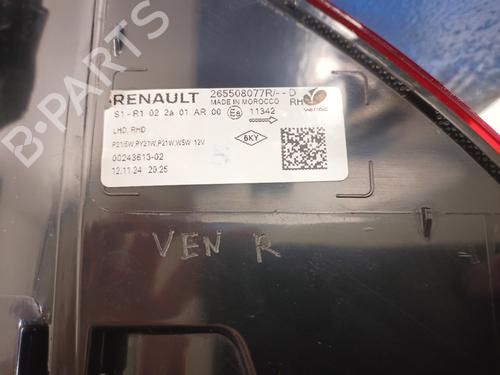 RENAULT 265508077R/--D
MADE IN MOROCCO RH
S1-R1 02 2a 01 AR 00 E9 11342
LHD, RHD
6KY
P21/5W,PY21W,P21W,W5W 12V
00243613-02
12.11.24 20:25
VEN R
B-PARTS